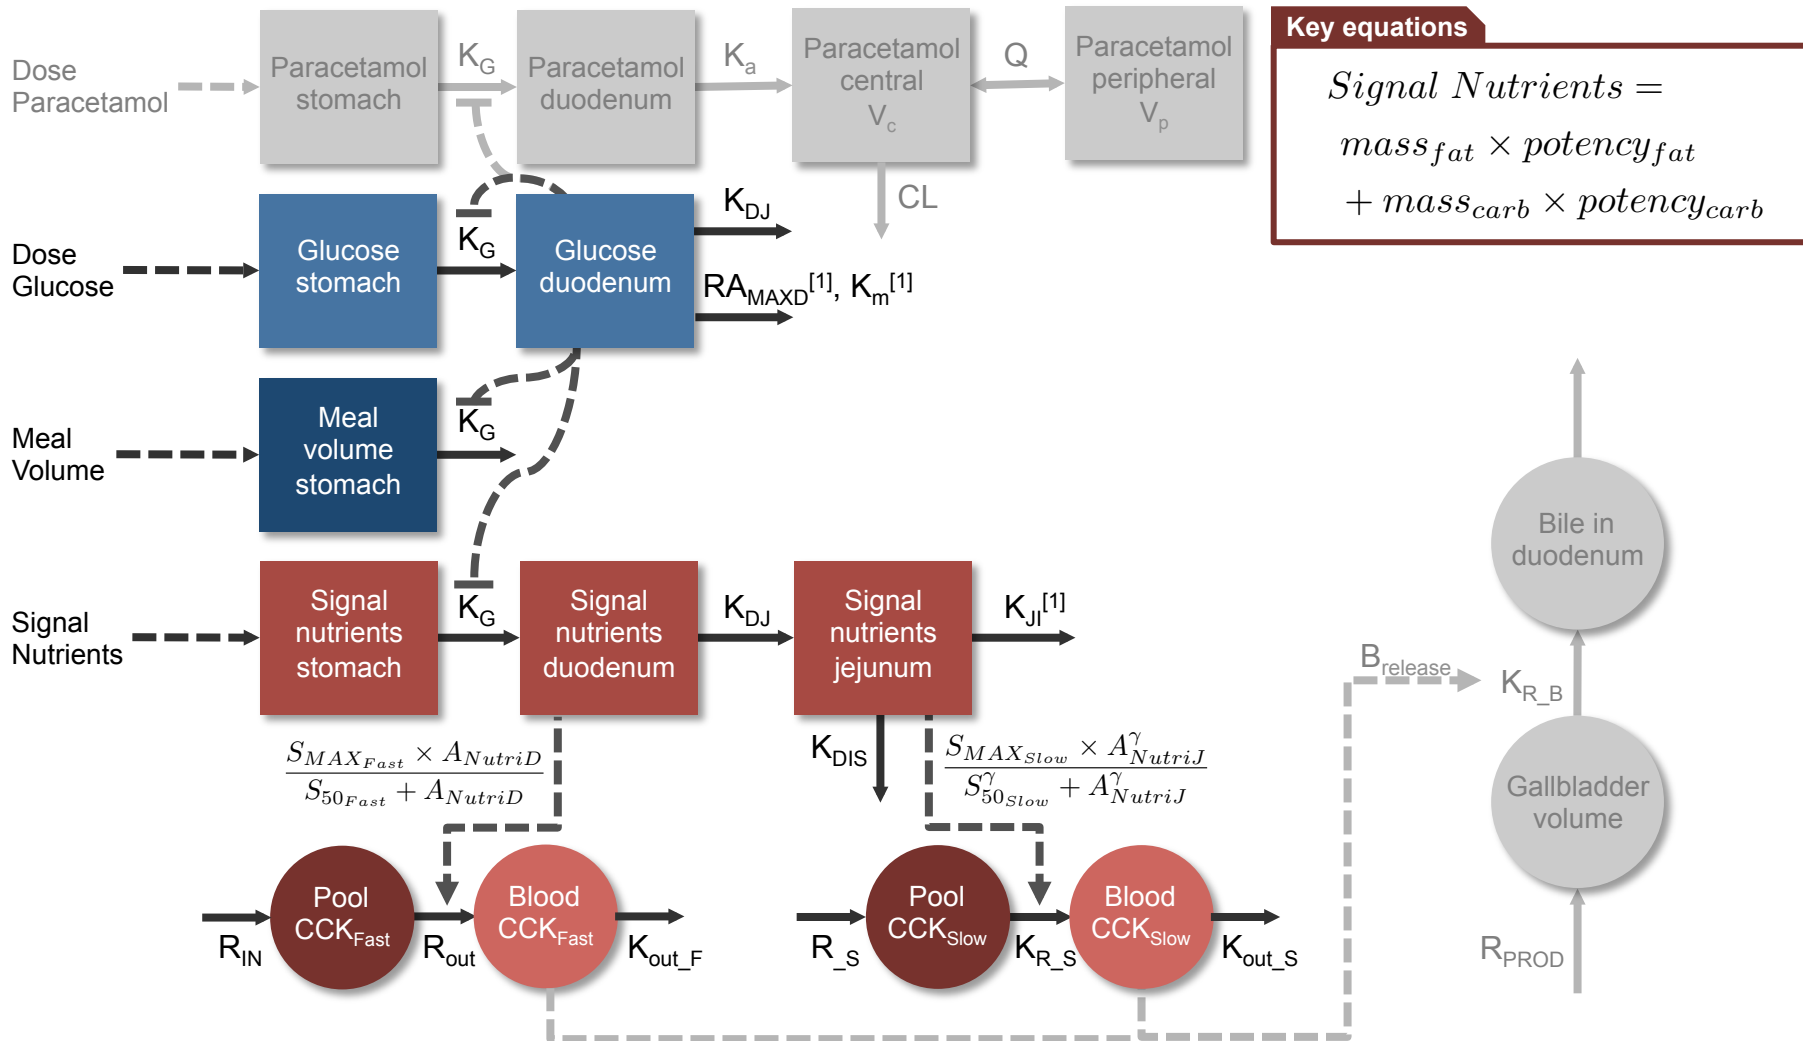 Dose
Paracetamol
Paracetamol
stomach
K_G
Paracetamol
duodenum
K_a
Paracetamol
central
V_c
Q
Paracetamol
peripheral
V_p
CL
Key equations
Signal Nutrients =
mass_fat × potency_fat
+ mass_carb × potency_carb
Dose
Glucose
Glucose
stomach
K_G
Glucose
duodenum
K_DJ
RA_MAXD^[1], K_m^[1]
Meal
Volume
Meal
volume
stomach
K_G
Signal
Nutrients
Signal
nutrients
stomach
K_G
Signal
nutrients
duodenum
K_DJ
Signal
nutrients
jejunum
K_JI^[1]
K_DIS
S_MAX_Fast × A_NutriD
S_50_Fast + A_NutriD
S_MAX_Slow × A^γ_NutriJ
S^γ_50_Slow + A^γ_NutriJ
R_IN
Pool
CCK_Fast
R_out
Blood
CCK_Fast
K_out_F
R_S
Pool
CCK_Slow
K_R_S
Blood
CCK_Slow
K_out_S
B_release
Bile in
duodenum
K_R_B
Gallbladder
volume
R_PROD